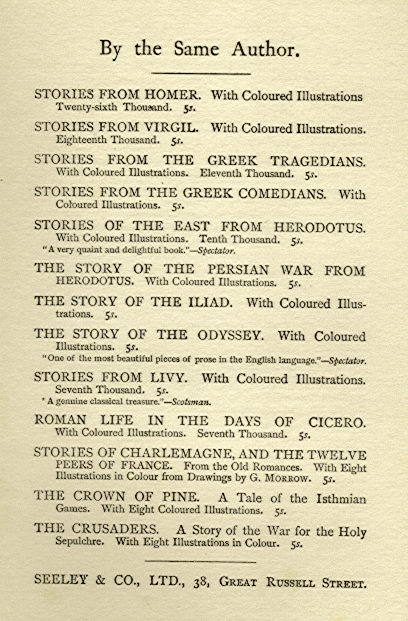 By the Same Author.
STORIES FROM HOMER. With Coloured Illustrations
Twenty-sixth Thousand. 5s.
STORIES FROM VIRGIL. With Coloured Illustrations.
Eighteenth Thousand. 5s.
STORIES FROM THE GREEK TRAGEDIANS.
With Coloured Illustrations. Eleventh Thousand. 5s.
STORIES FROM THE GREEK COMEDIANS. With
Coloured Illustrations. 5s.
STORIES OF THE EAST FROM HERODOTUS.
With Coloured Illustrations. Tenth Thousand. 5s.
"A very quaint and delightful book."—Spectator.
THE STORY OF THE PERSIAN WAR FROM
HERODOTUS. With Coloured Illustrations. 5s.
THE STORY OF THE ILIAD. With Coloured Illus-
trations. 5s.
THE STORY OF THE ODYSSEY. With Coloured
Illustrations. 5s.
"One of the most beautiful pieces of prose in the English language."—Spectator.
STORIES FROM LIVY. With Coloured Illustrations.
Seventh Thousand. 5s.
"A genuine classical treasure."—Scotsman.
ROMAN LIFE IN THE DAYS OF CICERO.
With Coloured Illustrations. Seventh Thousand. 5s.
STORIES OF CHARLEMAGNE, AND THE TWELVE
PEERS OF FRANCE. From the Old Romances. With Eight
Illustrations in Colour from Drawings by G. MORROW. 5s.
THE CROWN OF PINE. A Tale of the Isthmian
Games. With Eight Coloured Illustrations. 5s.
THE CRUSADERS. A Story of the War for the Holy
Sepulchre. With Eight Illustrations in Colour. 5s.
SEELEY & CO., LTD., 38, GREAT RUSSELL STREET.